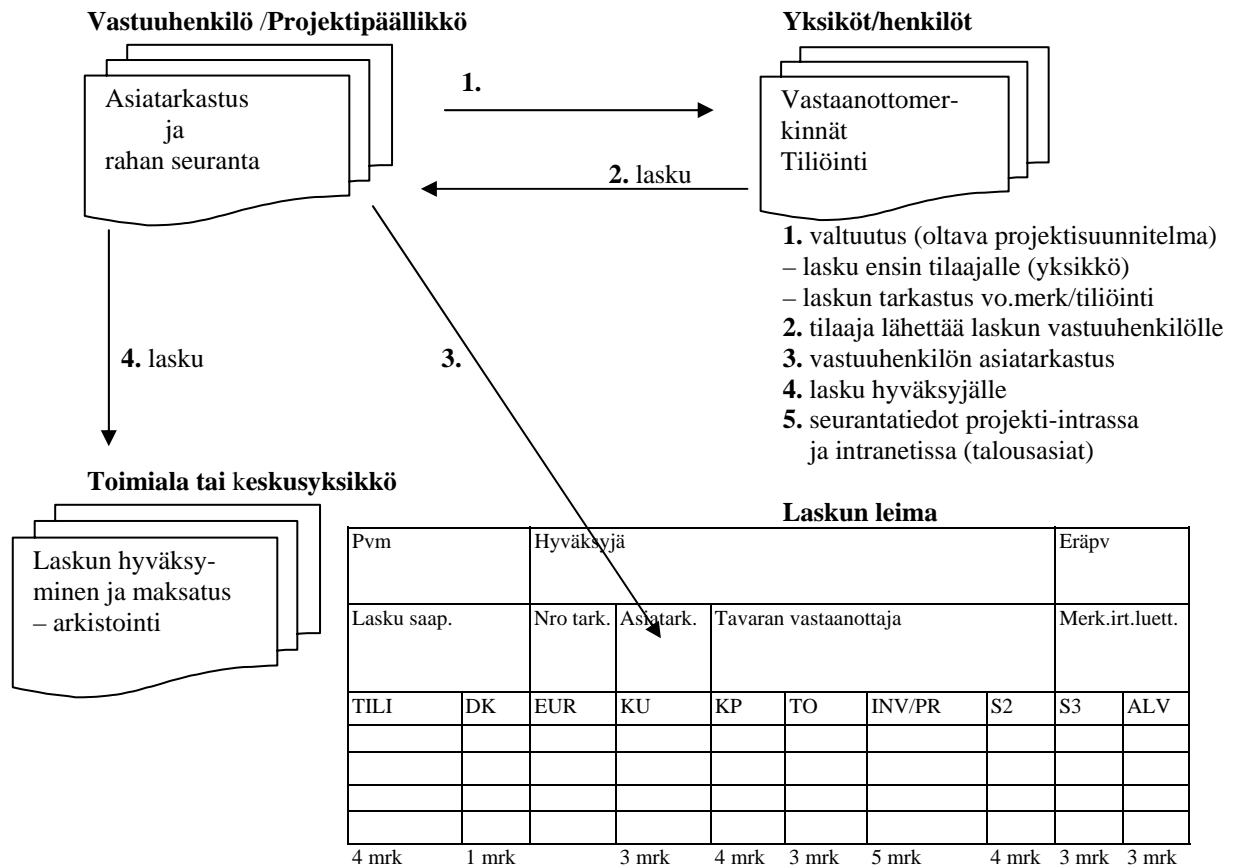 Vastuuhenkilö /Projektipäällikkö
Yksiköt/henkilöt
Asiatarkastus
ja
rahan seuranta
1.
2. lasku
Vastaanottomer-
kinnät
Tiliöinti
1. valtuutus (oltava projektisuunnitelma)
– lasku ensin tilaajalle (yksikkö)
– laskun tarkastus vo.merk/tiliöinti
2. tilaaja lähettää laskun vastuuhenkilölle
3. vastuuhenkilön asiatarkastus
4. lasku hyväksyjälle
5. seurantatiedot projekti-intrassa
ja intranetissa (talousasiat)
4. lasku
3.
Toimiala tai keskusyksikkö
Laskun hyväksy-
minen ja maksatus
– arkistointi
Laskun leima
Pvm Hyväksyjä Eräpv
Lasku saap. Nro tark. Asiatark. Tavaran vastaanottaja Merk.irt.luett.
TILI DK EUR KU KP TO INV/PR S2 S3 ALV
4 mrk 1 mrk 3 mrk 4 mrk 3 mrk 5 mrk 4 mrk 3 mrk 3 mrk